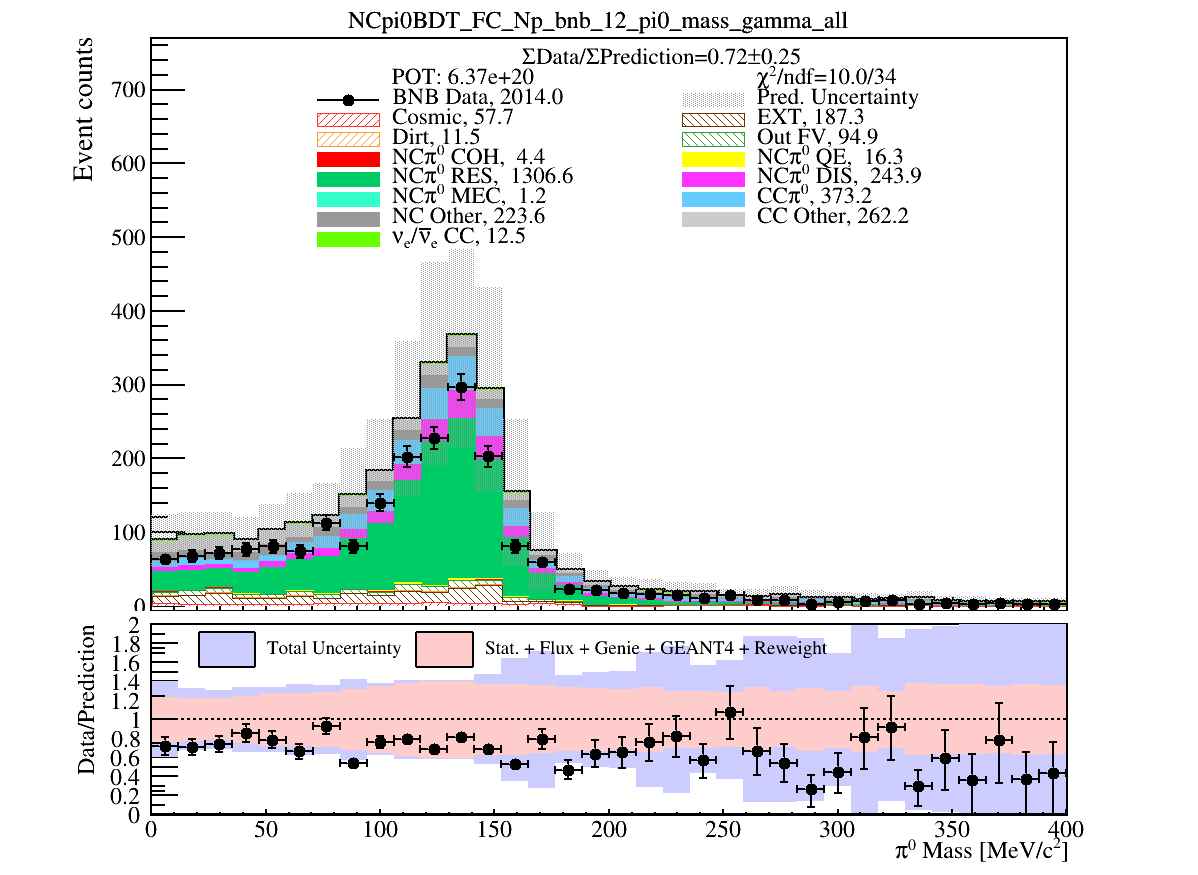 NCpi0BDT_FC_Np_bnb_12_pi0_mass_gamma_all
ΣData/ΣPrediction=0.72±0.25
POT: 6.37e+20
χ²/ndf=10.0/34
BNB Data, 2014.0
Pred. Uncertainty
Cosmic, 57.7
EXT, 187.3
Dirt, 11.5
Out FV, 94.9
NCπ⁰ COH, 4.4
NCπ⁰ QE, 16.3
NCπ⁰ RES, 1306.6
NCπ⁰ DIS, 243.9
NCπ⁰ MEC, 1.2
CCπ⁰, 373.2
NC Other, 223.6
CC Other, 262.2
νₑ/ν̅ₑ CC, 12.5
Event counts
700
600
500
400
300
200
100
0
Total Uncertainty
Stat. + Flux + Genie + GEANT4 + Reweight
Data/Prediction
2
1.8
1.6
1.4
1.2
1
0.8
0.6
0.4
0.2
0
0 50 100 150 200 250 300 350 400
π⁰ Mass [MeV/c²]